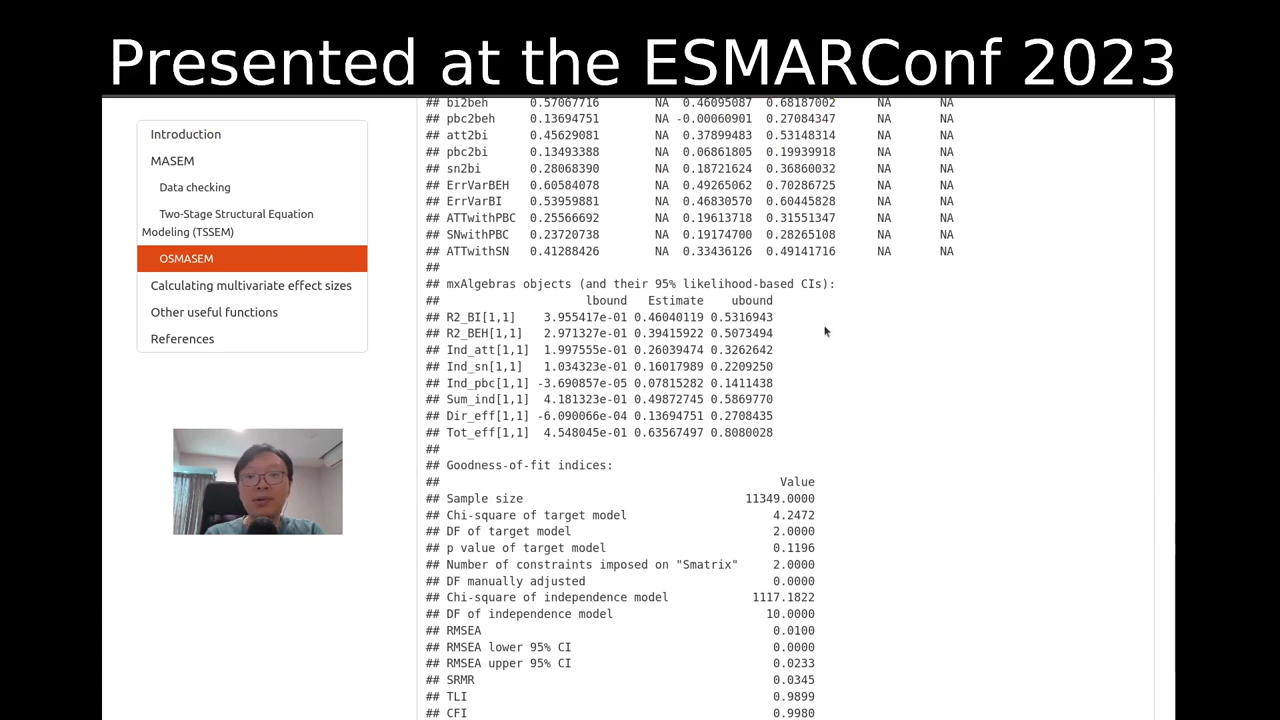 Presented at the ESMARConf 2023
Introduction
MASEM
Data checking
Two-Stage Structural Equation
Modeling (TSSEM)
OSMASEM
Calculating multivariate effect sizes
Other useful functions
References
## bi2beh 0.57067716 NA 0.46095087 0.68187002 NA NA
## pbc2beh 0.13694751 NA -0.00060901 0.27084347 NA NA
## att2bi 0.45629081 NA 0.37899483 0.53148314 NA NA
## pbc2bi 0.13493388 NA 0.06861805 0.19939918 NA NA
## sn2bi 0.28068390 NA 0.18721624 0.36860032 NA NA
## ErrVarBEH 0.60584078 NA 0.49265062 0.70286725 NA NA
## ErrVarBI 0.53959881 NA 0.46830570 0.60445828 NA NA
## ATTwithPBC 0.25566692 NA 0.19613718 0.31551347 NA NA
## SNwithPBC 0.23720738 NA 0.19174700 0.28265108 NA NA
## ATTwithSN 0.41288426 NA 0.33436126 0.49141716 NA NA
##
## mxAlgebras objects (and their 95% likelihood-based CIs):
## lbound Estimate ubound
## R2_BI[1,1] 3.955417e-01 0.46040119 0.5316943
## R2_BEH[1,1] 2.971327e-01 0.39415922 0.5073494
## Ind_att[1,1] 1.997555e-01 0.26039474 0.3262642
## Ind_sn[1,1] 1.034323e-01 0.16017989 0.2209250
## Ind_pbc[1,1] -3.690857e-05 0.07815282 0.1411438
## Sum_ind[1,1] 4.181323e-01 0.49872745 0.5869770
## Dir_eff[1,1] -6.090066e-04 0.13694751 0.2708435
## Tot_eff[1,1] 4.548045e-01 0.63567497 0.8080028
##
## Goodness-of-fit indices:
## Value
## Sample size 11349.0000
## Chi-square of target model 4.2472
## DF of target model 2.0000
## p value of target model 0.1196
## Number of constraints imposed on "Smatrix" 2.0000
## DF manually adjusted 0.0000
## Chi-square of independence model 1117.1822
## DF of independence model 10.0000
## RMSEA 0.0100
## RMSEA lower 95% CI 0.0000
## RMSEA upper 95% CI 0.0233
## SRMR 0.0345
## TLI 0.9899
## CFI 0.9980